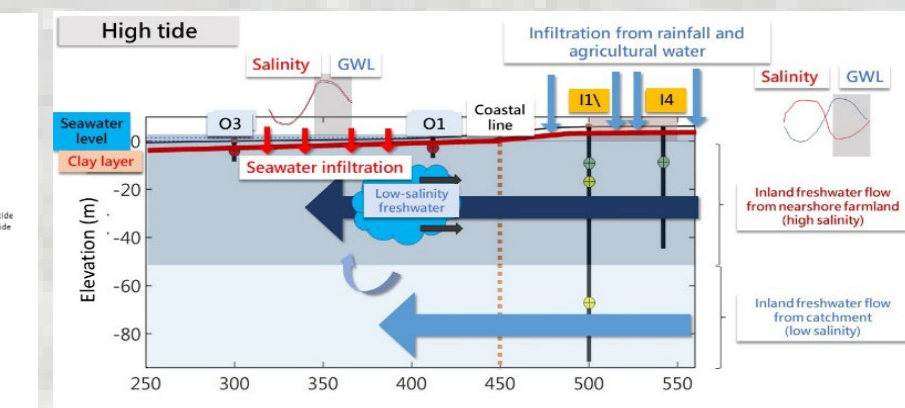 High tide
Infiltration from rainfall and
agricultural water
Salinity GWL
Salinity GWL
Seawater
level
O3
O1
Coastal
line
I1\
I4
Clay layer
Seawater infiltration
Low-salinity
freshwater
Inland freshwater flow
from nearshore farmland
(high salinity)
Inland freshwater flow
from catchment
(low salinity)
Elevation (m)
0
-20
-40
-60
-80
250 300 350 400 450 500 550